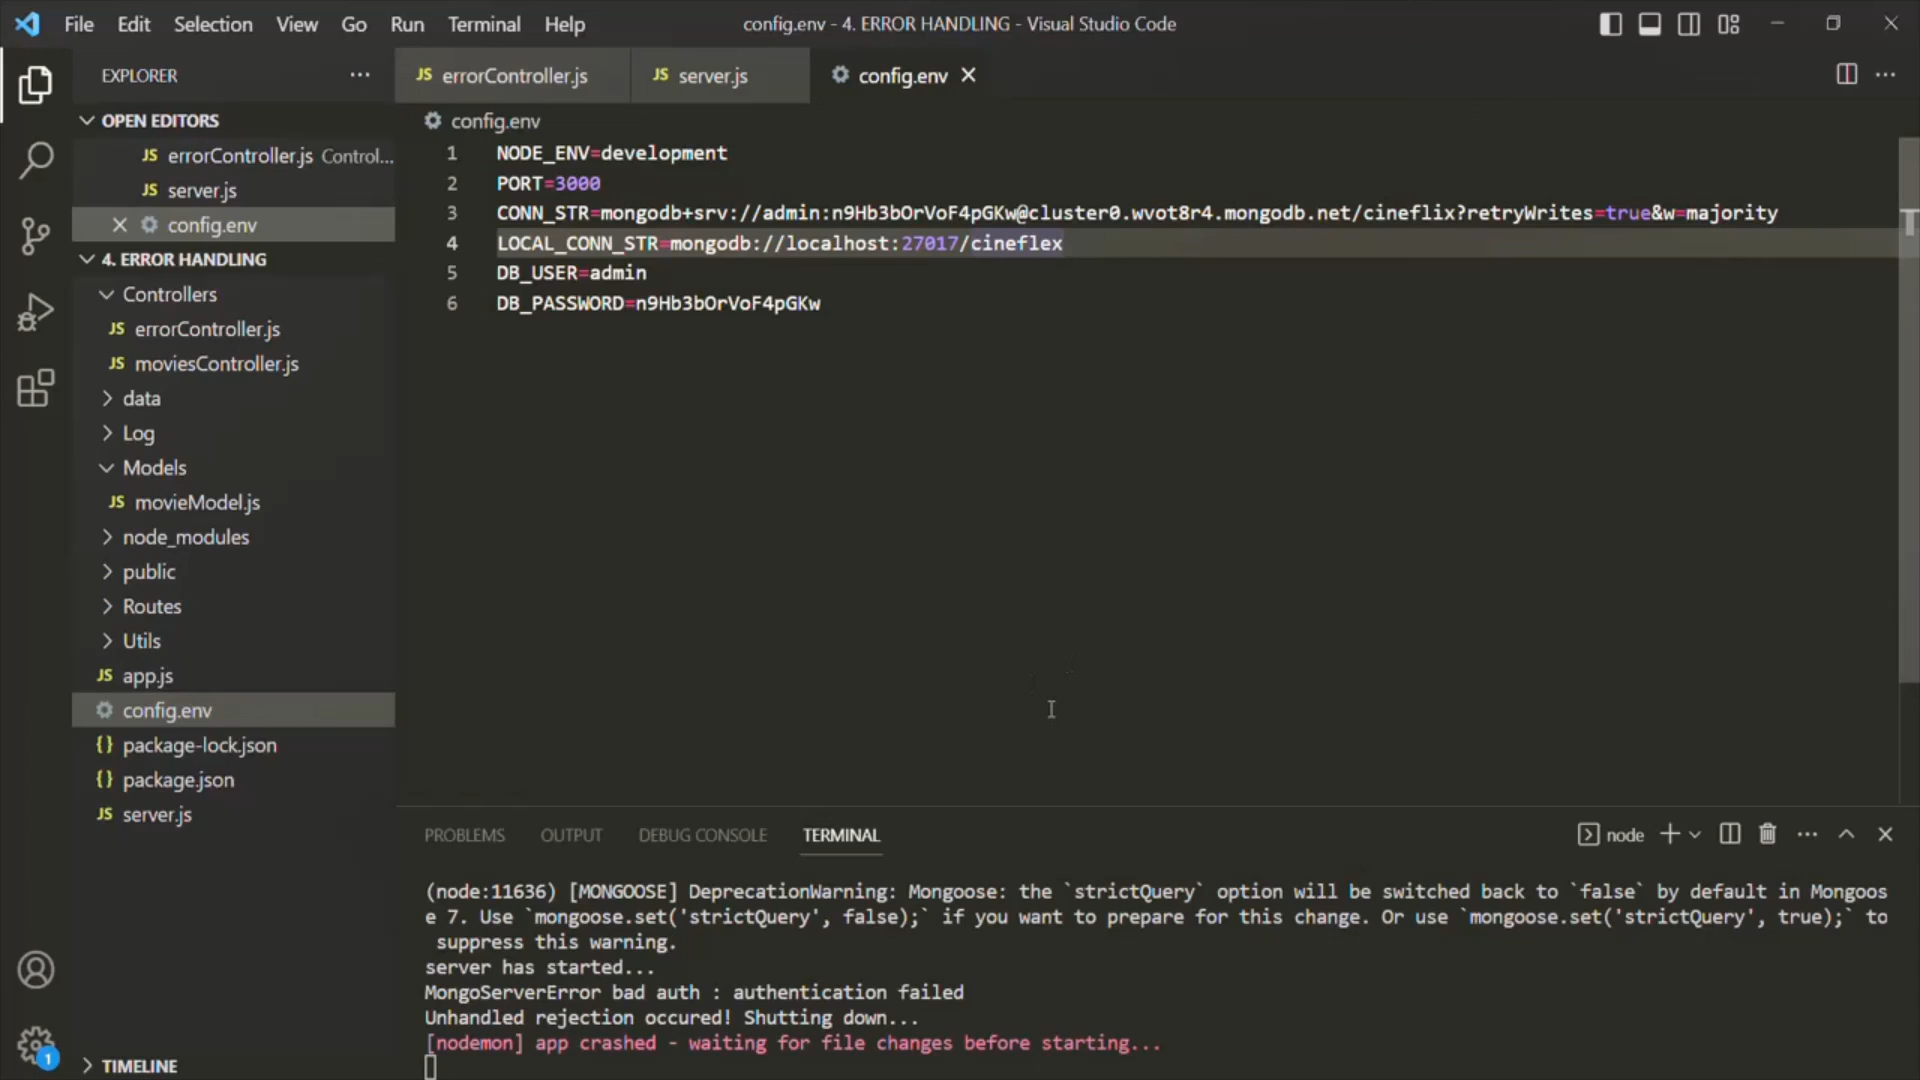 File Edit Selection View Go Run Terminal Help config.env - 4. ERROR HANDLING - Visual Studio Code
EXPLORER
JS errorController.js JS server.js config.env
OPEN EDITORS
JS errorController.js Control...
JS server.js
config.env
4. ERROR HANDLING
Controllers
JS errorController.js
JS moviesController.js
data
Log
Models
JS movieModel.js
node_modules
public
Routes
Utils
JS app.js
config.env
{} package-lock.json
{} package.json
JS server.js
1
TIMELINE
config.env
1 NODE_ENV=development
2 PORT=3000
3 CONN_STR=mongodb+srv://admin:n9Hb3bOrVoF4pGKw@cluster0.wvot8r4.mongodb.net/cineflix?retryWrites=true&w=majority
4 LOCAL_CONN_STR=mongodb://localhost:27017/cineflex
5 DB_USER=admin
6 DB_PASSWORD=n9Hb3bOrVoF4pGKw
PROBLEMS OUTPUT DEBUG CONSOLE TERMINAL node
(node:11636) [MONGOOSE] DeprecationWarning: Mongoose: the `strictQuery` option will be switched back to `false` by default in Mongoos
e 7. Use `mongoose.set('strictQuery', false);` if you want to prepare for this change. Or use `mongoose.set('strictQuery', true);` to
suppress this warning.
server has started...
MongoServerError bad auth : authentication failed
Unhandled rejection occured! Shutting down...
[nodemon] app crashed - waiting for file changes before starting...